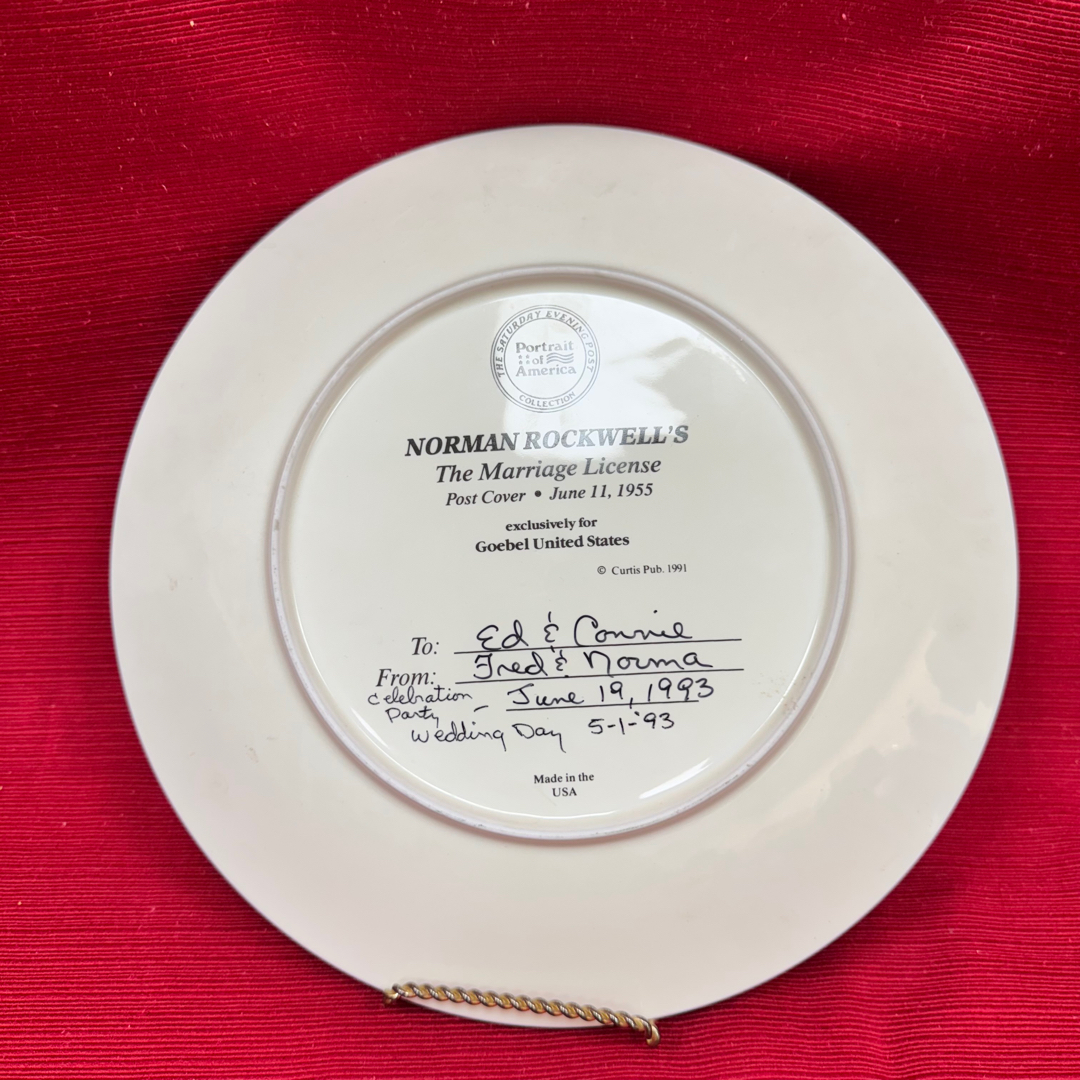 THE SATURDAY EVENING POST
Portrait
of
America
COLLECTION
NORMAN ROCKWELL'S
The Marriage License
Post Cover • June 11, 1955
exclusively for
Goebel United States
© Curtis Pub. 1991
To: Ed & Connie
From: Fred & Norma
Celebration
Party - June 19, 1993
Wedding Day 5-1-'93
Made in the
USA